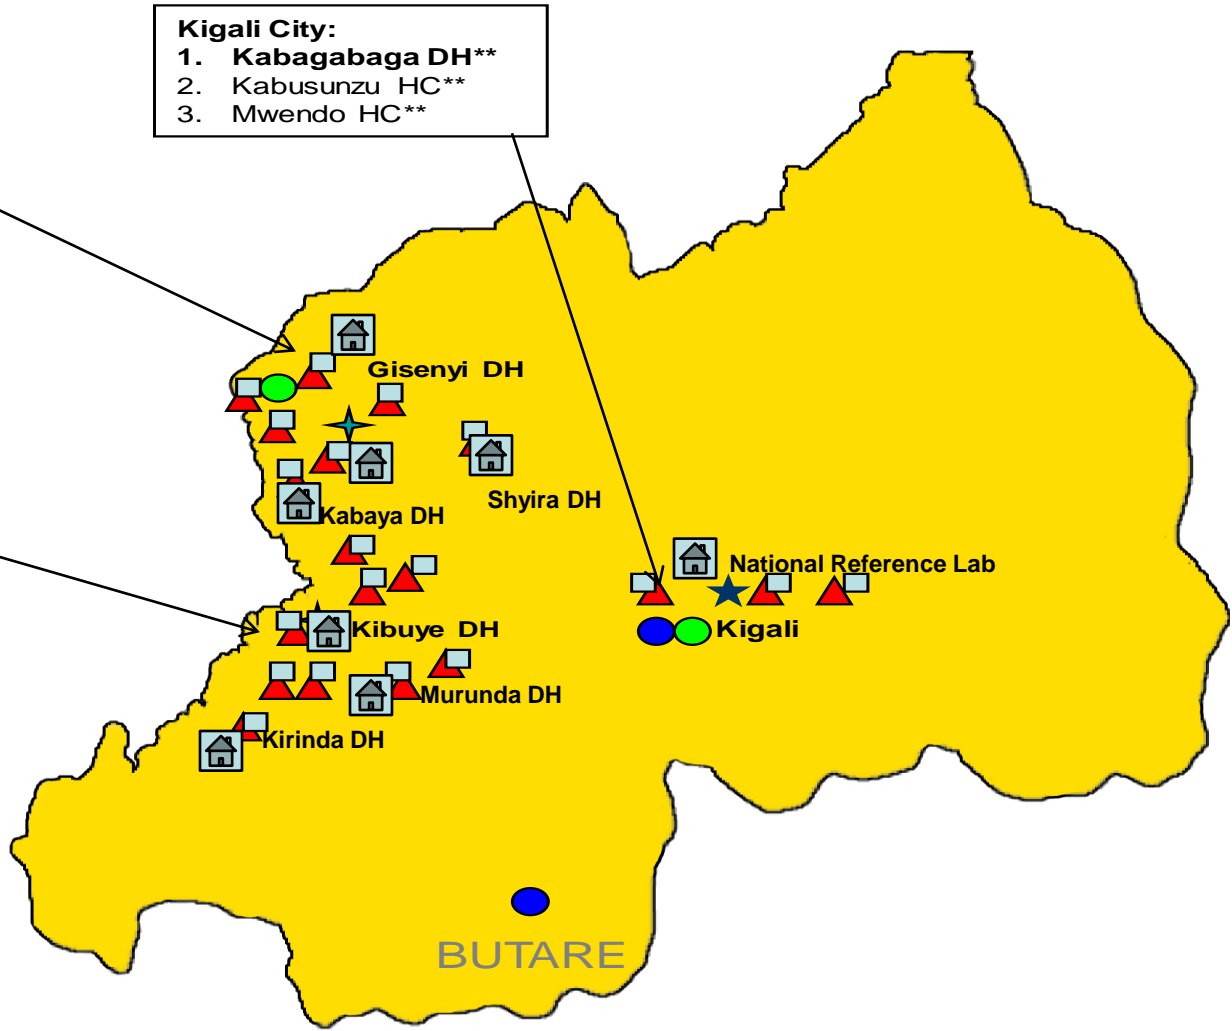 Kigali City:
1. Kabagabaga DH**
2. Kabusunzu HC**
3. Mwendo HC**
Gisenyi DH
Shyira DH
Kabaya DH
National Reference Lab
Kibuye DH
Kigali
Murunda DH
Kirinda DH
BUTARE